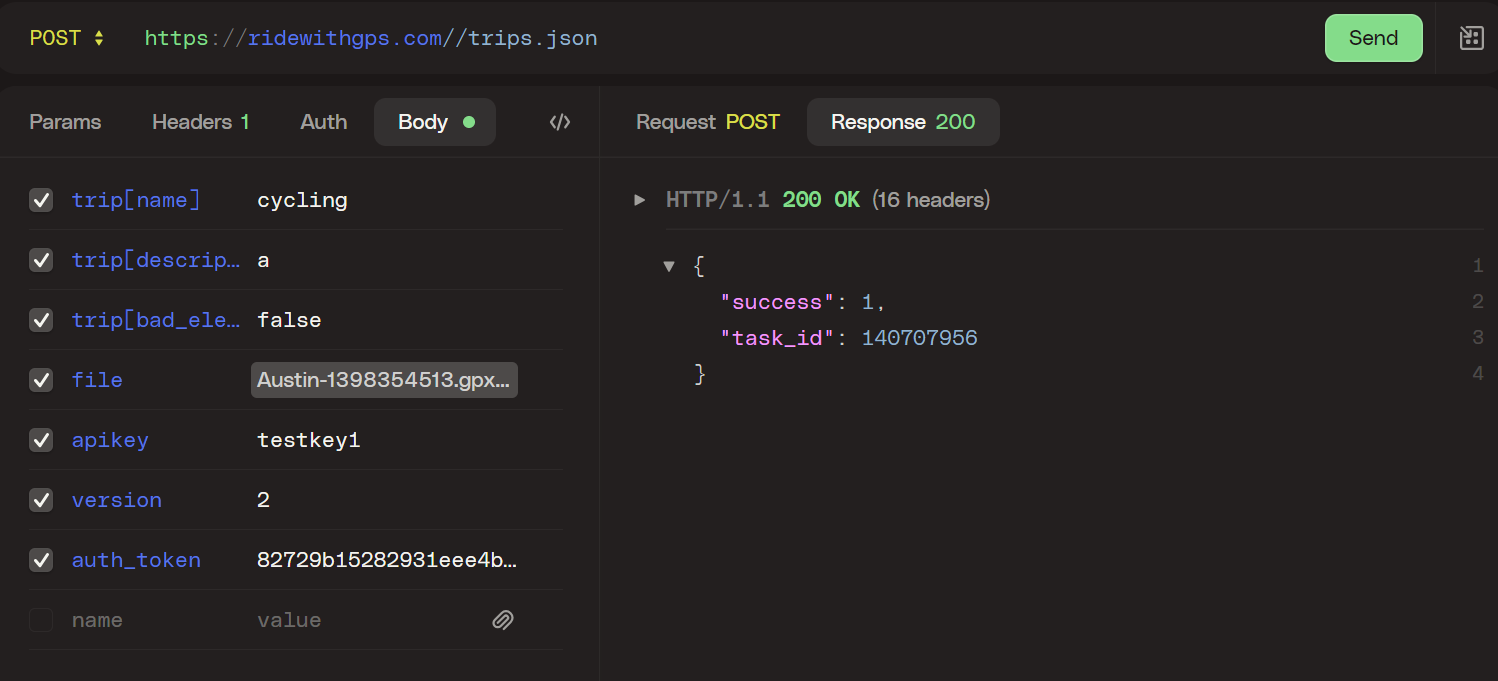 POST https://ridewithgps.com//trips.json Send
Params Headers 1 Auth Body </>
trip[name] cycling
trip[descrip… a
trip[bad_ele… false
file Austin-1398354513.gpx...
apikey testkey1
version 2
auth_token 82729b15282931eee4b…
name value
Request POST Response 200
HTTP/1.1 200 OK (16 headers)
{ 1
"success": 1, 2
"task_id": 140707956 3
} 4